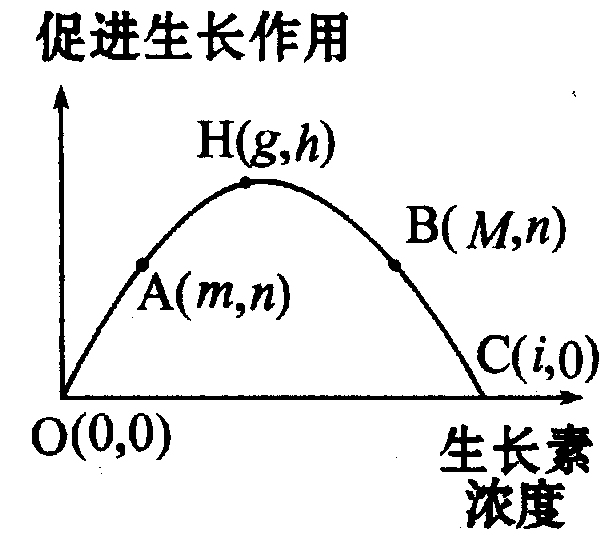 促进生长作用
H(g,h)
B(M,n)
A(m,n)
C(i,0)
O(0,0)
生长素
浓度